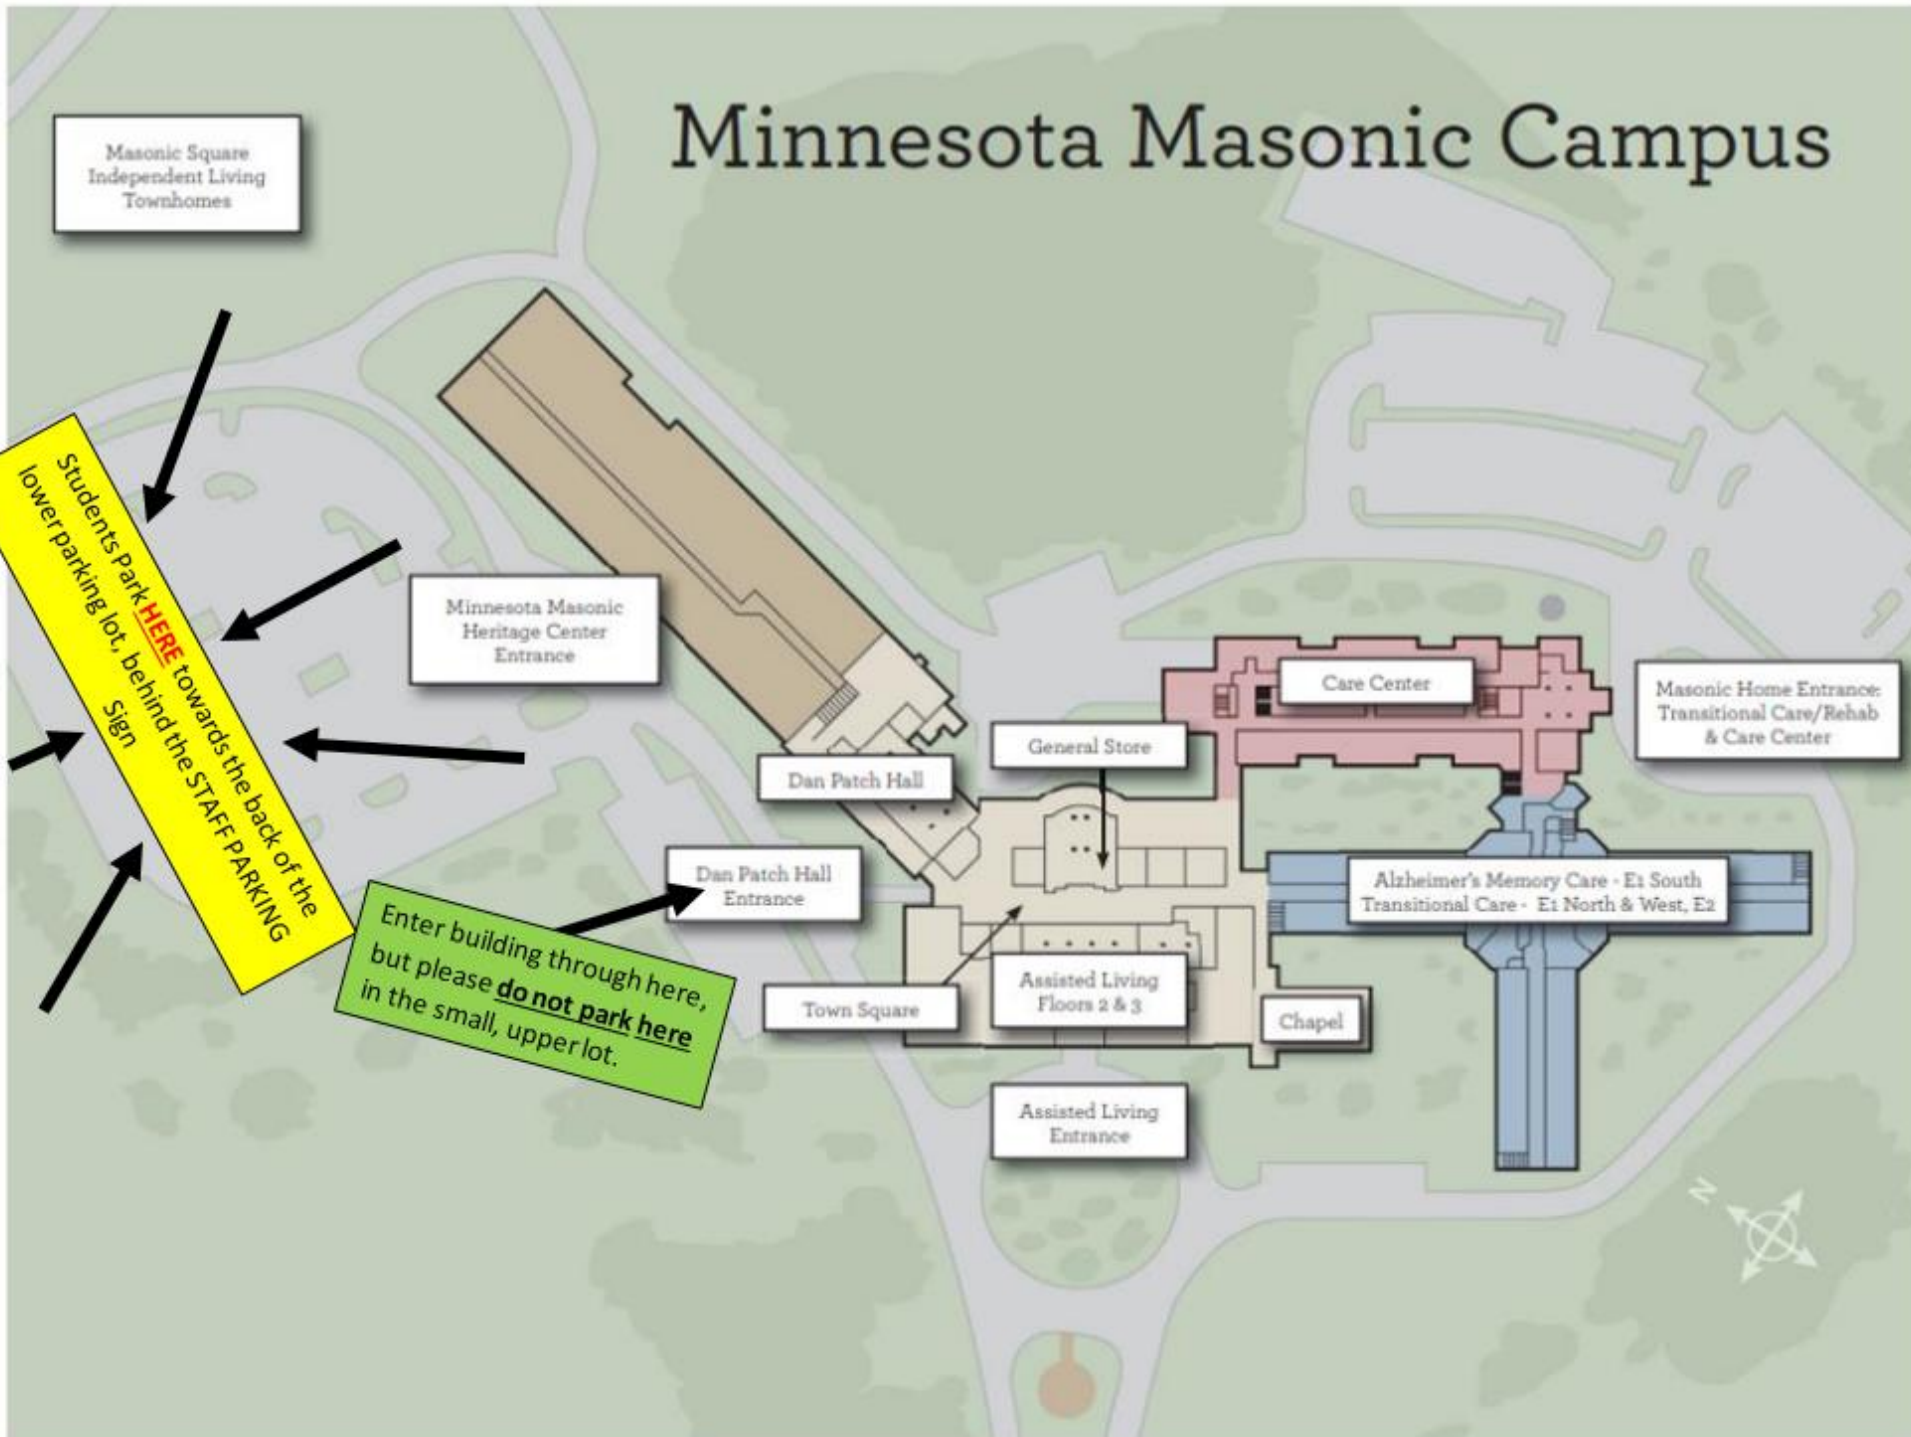 Minnesota Masonic Campus
Masonic Square
Independent Living
Townhomes
Students Park HERE towards the back of the
lower parking lot, behind the STAFF PARKING
Sign
Minnesota Masonic
Heritage Center
Entrance
Care Center
Masonic Home Entrance:
Transitional Care/Rehab
& Care Center
General Store
Dan Patch Hall
Dan Patch Hall
Entrance
Alzheimer's Memory Care - E1 South
Transitional Care - E1 North & West, E2
Enter building through here,
but please do not park here
in the small, upper lot.
Town Square
Assisted Living
Floors 2 & 3
Chapel
Assisted Living
Entrance
N